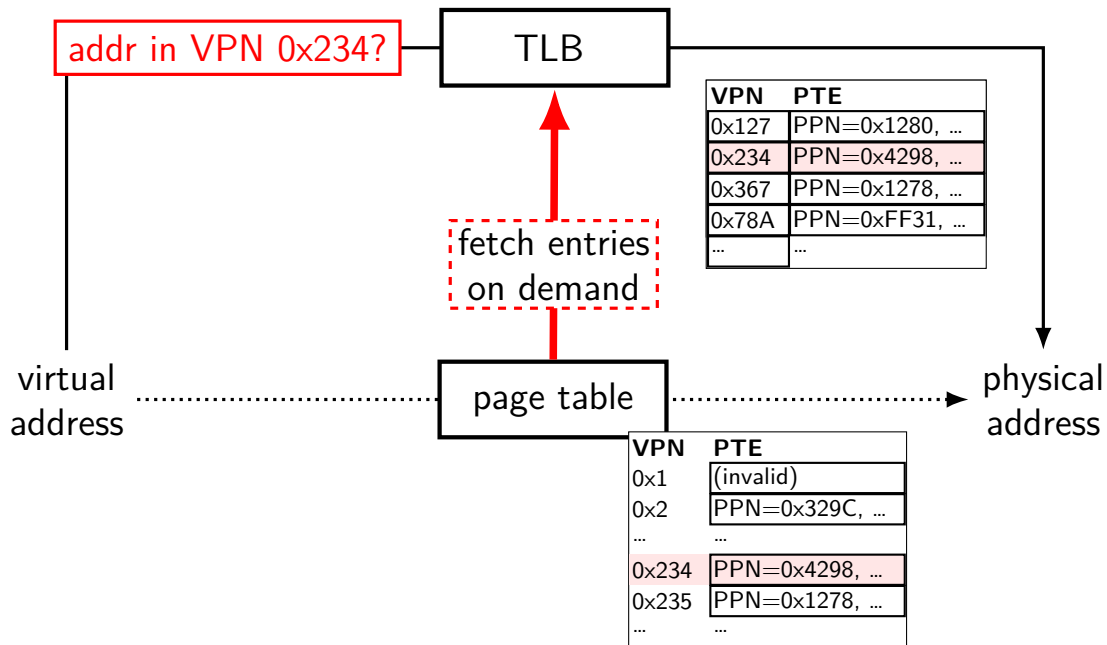 addr in VPN 0x234?
TLB
VPN PTE
0x127 PPN=0x1280, …
0x234 PPN=0x4298, …
0x367 PPN=0x1278, …
0x78A PPN=0xFF31, …
… …
fetch entries
on demand
virtual
address
page table
physical
address
VPN PTE
0x1 (invalid)
0x2 PPN=0x329C, …
… …
0x234 PPN=0x4298, …
0x235 PPN=0x1278, …
… …